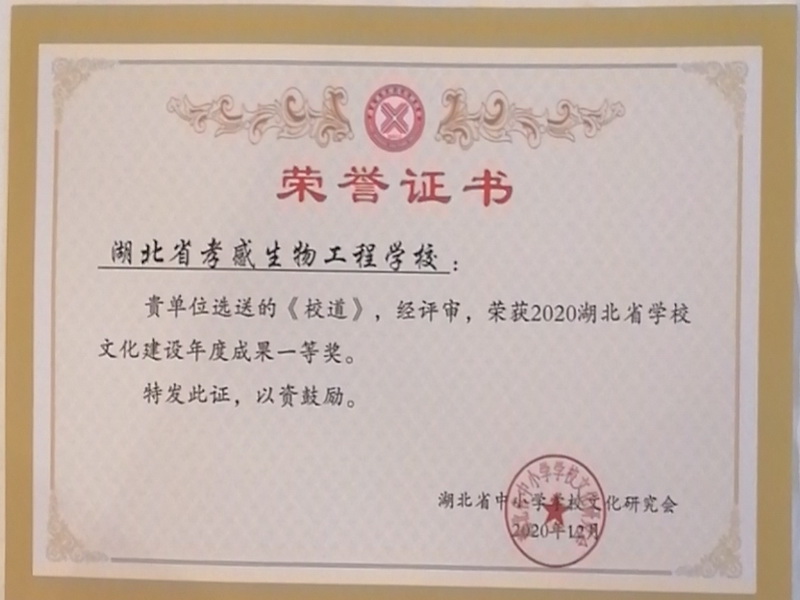 荣誉证书
湖北省孝感生物工程学校：
贵单位选送的《校道》，经评审，荣获2020湖北省学校
文化建设年度成果一等奖。
特发此证，以资鼓励。
湖北省中小学学校文化研究会
2020年12月